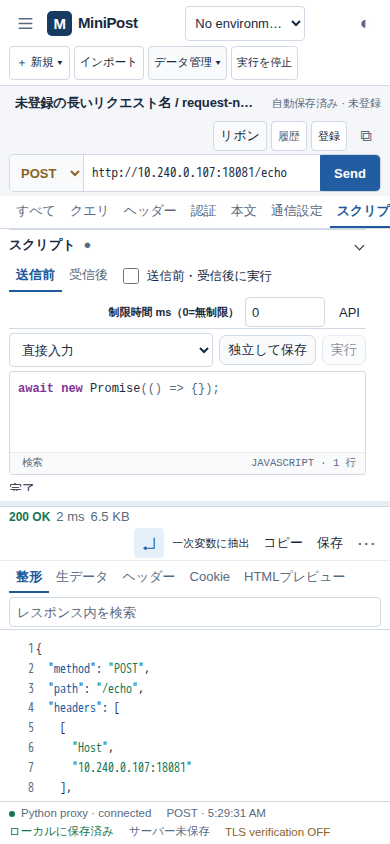 M MiniPost No environm...
+ 新規 ▾ インポート データ管理 ▾ 実行を停止
未登録の長いリクエスト名 / request-n... 自動保存済み · 未登録
リボン 履歴 登録
POST http://10.240.0.107:18081/echo Send
すべて クエリ ヘッダー 認証 本文 通信設定 スクリプ
スクリプト ●
送信前 受信後 送信前・受信後に実行
制限時間 ms（0=無制限） 0 API
直接入力 独立して保存 実行
await new Promise(() => {});
検索 JAVASCRIPT · 1 行
完了
200 OK 2 ms 6.5 KB
一次変数に抽出 コピー 保存 ···
整形 生データ ヘッダー Cookie HTMLプレビュー
レスポンス内を検索
1 {
2 "method": "POST",
3 "path": "/echo",
4 "headers": [
5 [
6 "Host",
7 "10.240.0.107:18081"
8 ],
Python proxy · connected POST · 5:29:31 AM
ローカルに保存済み サーバー未保存 TLS verification OFF